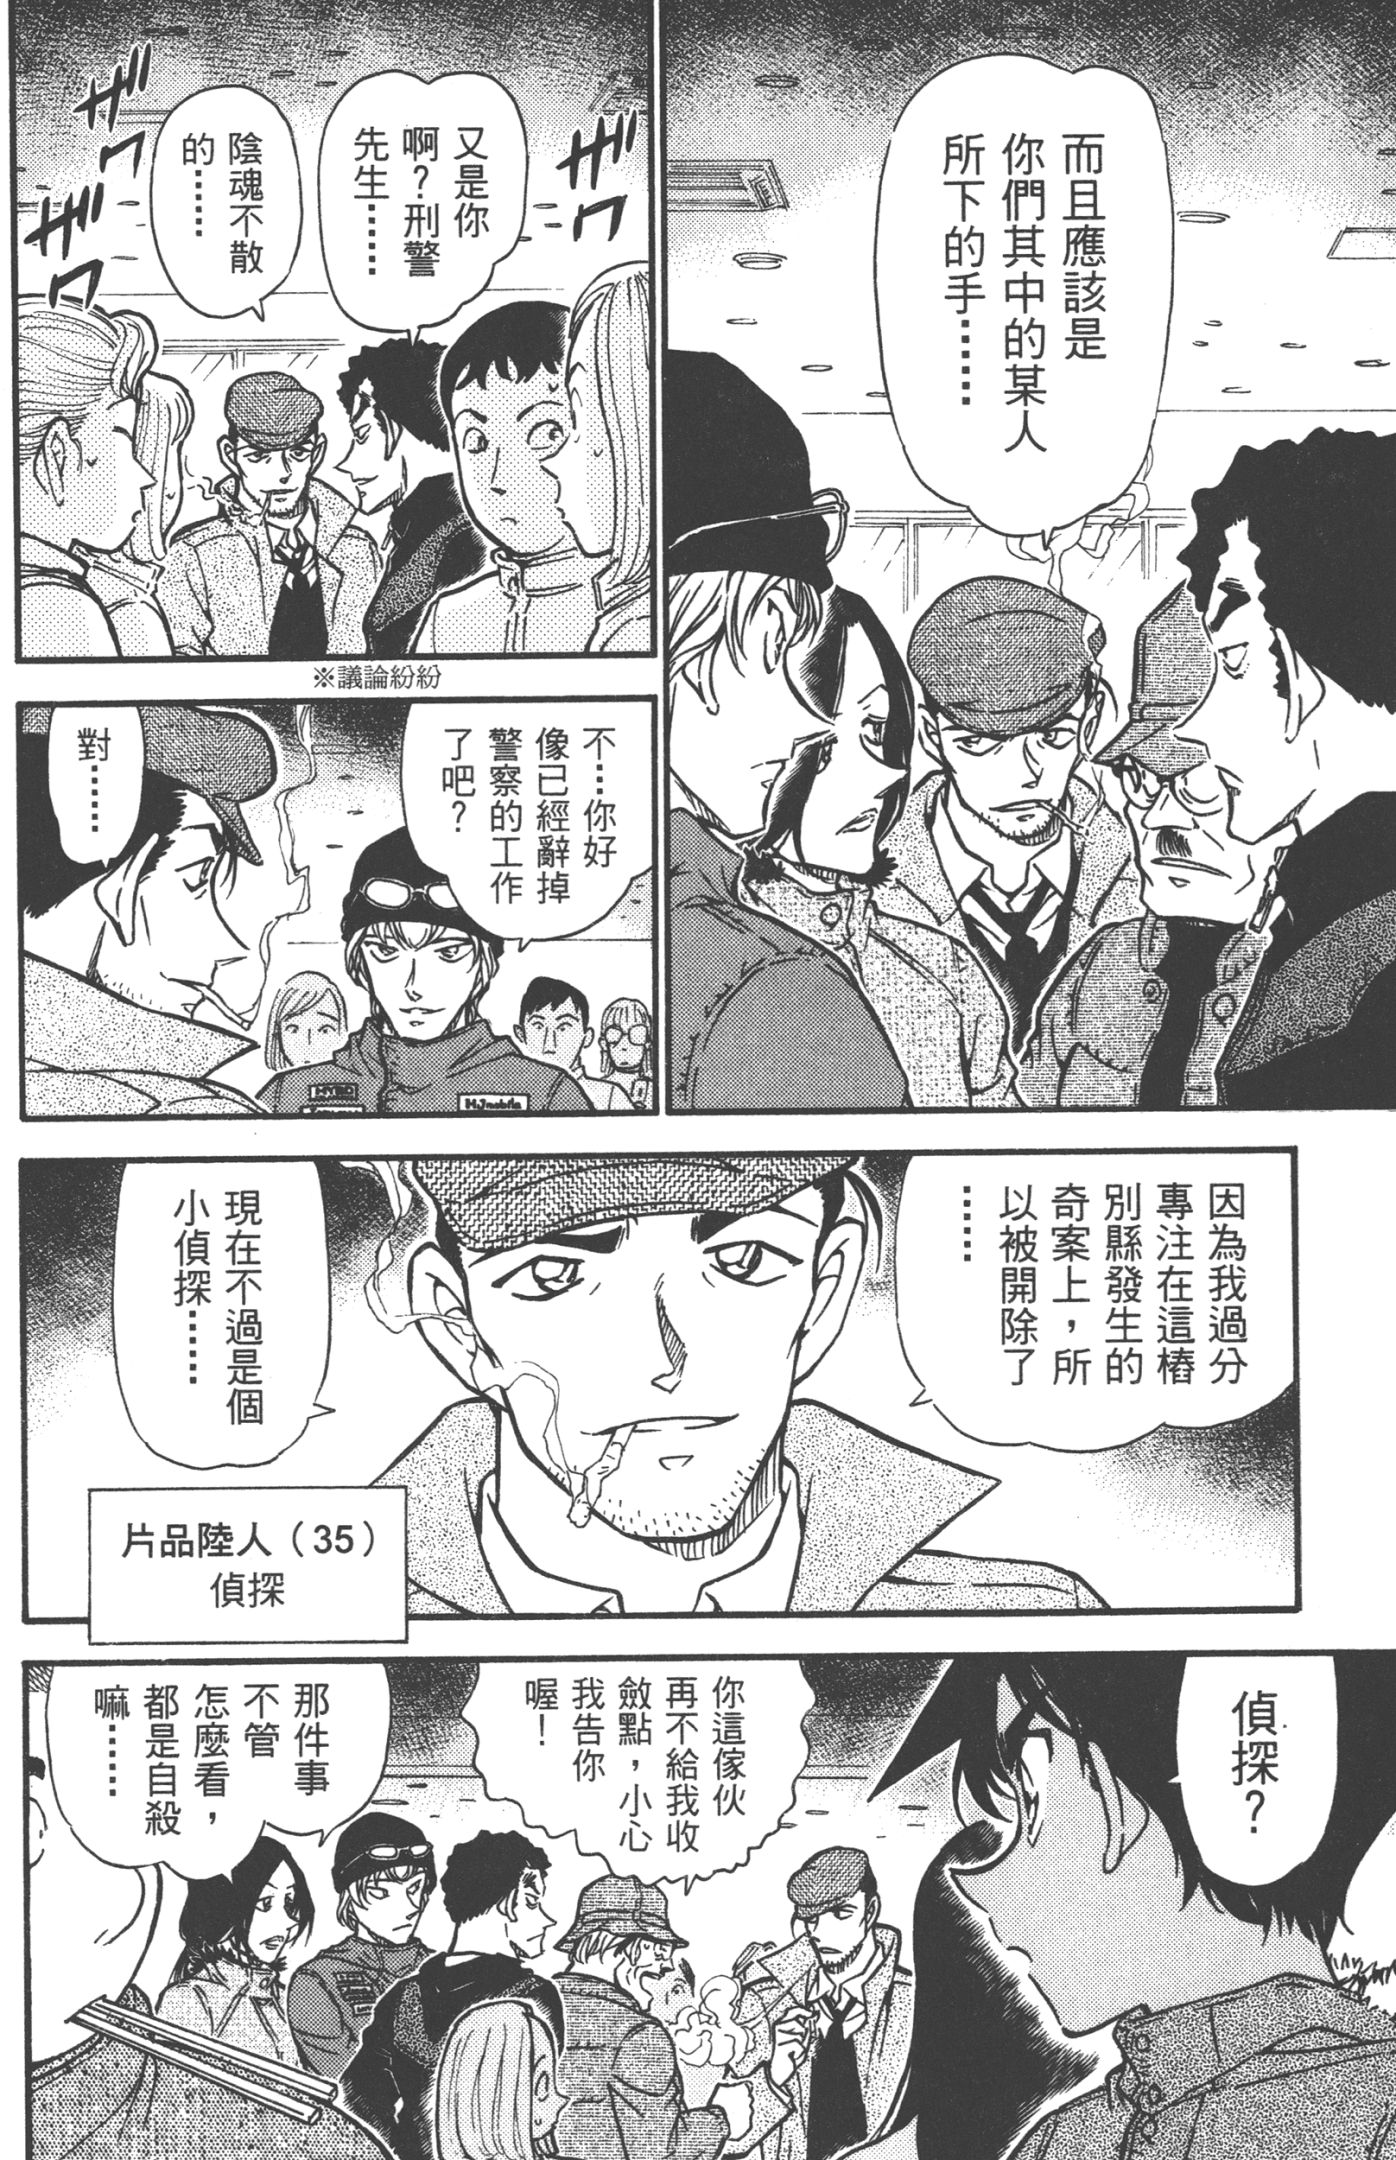 而且應該是
你們其中的某人
所下的手……
又是你
啊？刑警
先生……
陰魂不散
的……
ザワ
ザワ
ザワ
※議論紛紛
不…你好
像已經辭掉
警察的工作
了吧？
對……
HJmobile
因為我過分
專注在這樁
別縣發生的
奇案上，所
以被開除了
……
現在不過是個
小偵探……
片品陸人（35）
偵探
偵探？
你這傢伙
再不給我收
斂點，小心
我告你
喔！
那件事
不管
怎麼看，
都是自殺
嘛……